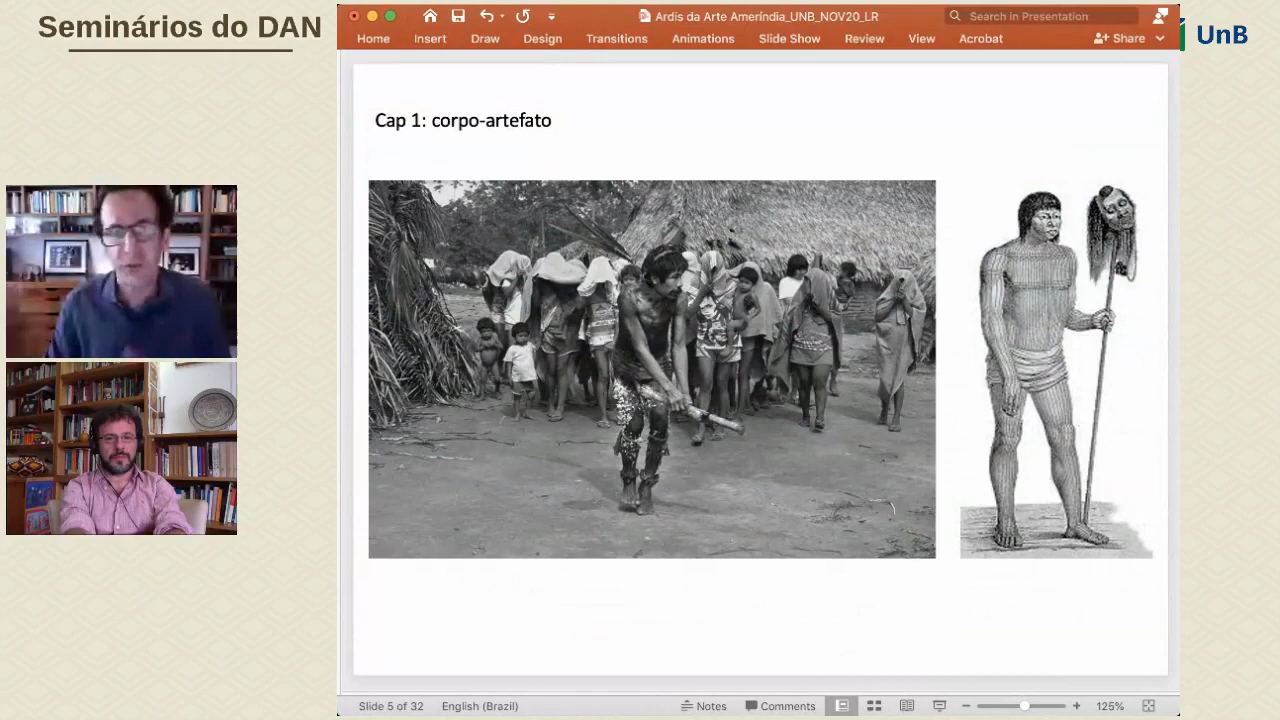 Seminários do DAN
Ardis da Arte Ameríndia_UNB_NOV20_LR
Search in Presentation
Home Insert Draw Design Transitions Animations Slide Show Review View Acrobat Share
UnB
Cap 1: corpo-artefato
Slide 5 of 32 English (Brazil) Notes Comments 125%